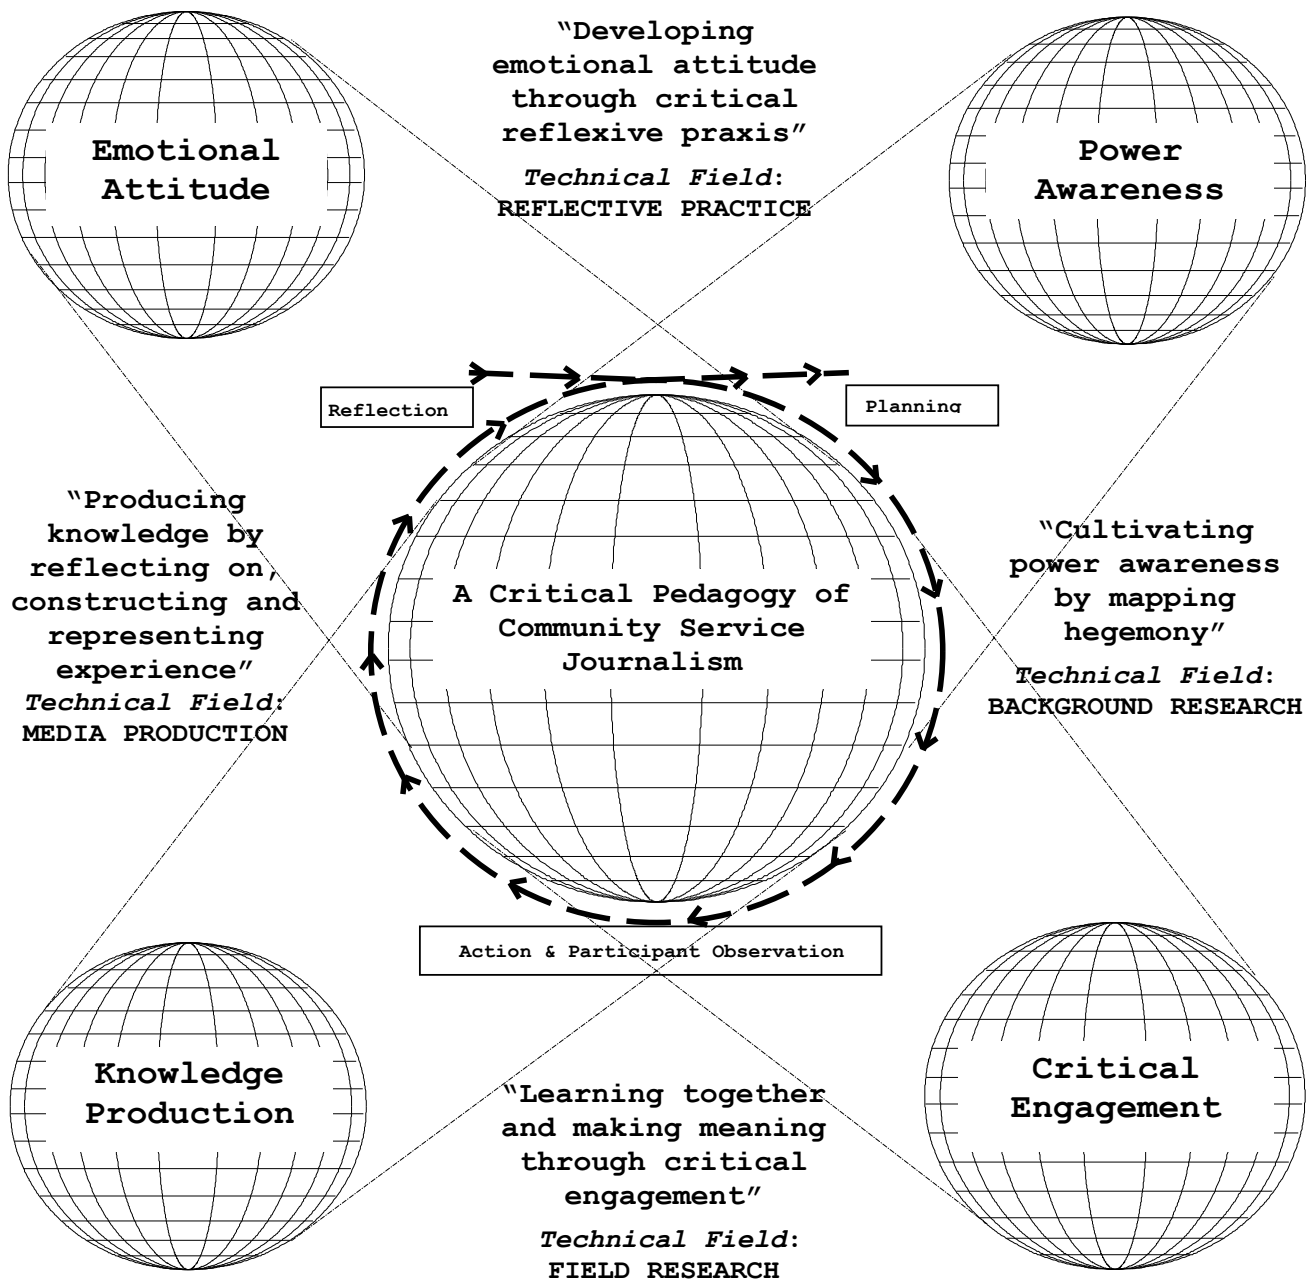 “Developing
emotional attitude
through critical
reflexive praxis”
Technical Field:
REFLECTIVE PRACTICE
Emotional
Attitude
Power
Awareness
Reflection
Planning
“Producing
knowledge by
reflecting on,
constructing and
representing
experience”
Technical Field:
MEDIA PRODUCTION
A Critical Pedagogy of
Community Service
Journalism
“Cultivating
power awareness
by mapping
hegemony”
Technical Field:
BACKGROUND RESEARCH
Action & Participant Observation
Knowledge
Production
Critical
Engagement
“Learning together
and making meaning
through critical
engagement”
Technical Field:
FIELD RESEARCH